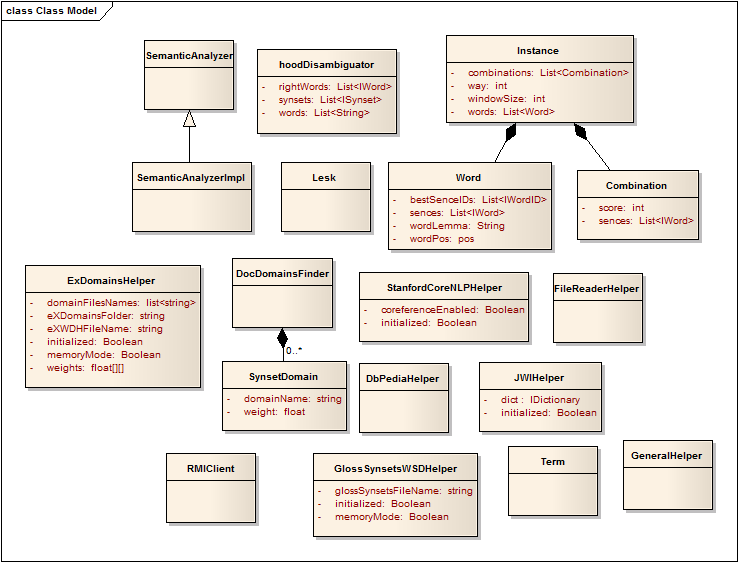 class Class Model
SemanticAnalyzer
hoodDisambiguator
- rightWords: List<IWord>
- synsets: List<ISynset>
- words: List<String>
Instance
- combinations: List<Combination>
- way: int
- windowSize: int
- words: List<Word>
SemanticAnalyzerImpl
Lesk
Word
- bestSenceIDs: List<IWordID>
- sences: List<IWord>
- wordLemma: String
- wordPos: pos
Combination
- score: int
- sences: List<IWord>
ExDomainsHelper
- domainFilesNames: list<string>
- eXDomainsFolder: string
- eXWDHFileName: string
- initialized: Boolean
- memoryMode: Boolean
- weights: float[][]
DocDomainsFinder
0..*
StanfordCoreNLPHelper
- coreferenceEnabled: Boolean
- initialized: Boolean
FileReaderHelper
SynsetDomain
- domainName: string
- weight: float
DbPediaHelper
JWIHelper
- dict : IDictionary
- initialized: Boolean
RMIClient
GlossSynsetsWSDHelper
- glossSynsetsFileName: string
- initialized: Boolean
- memoryMode: Boolean
Term
GeneralHelper